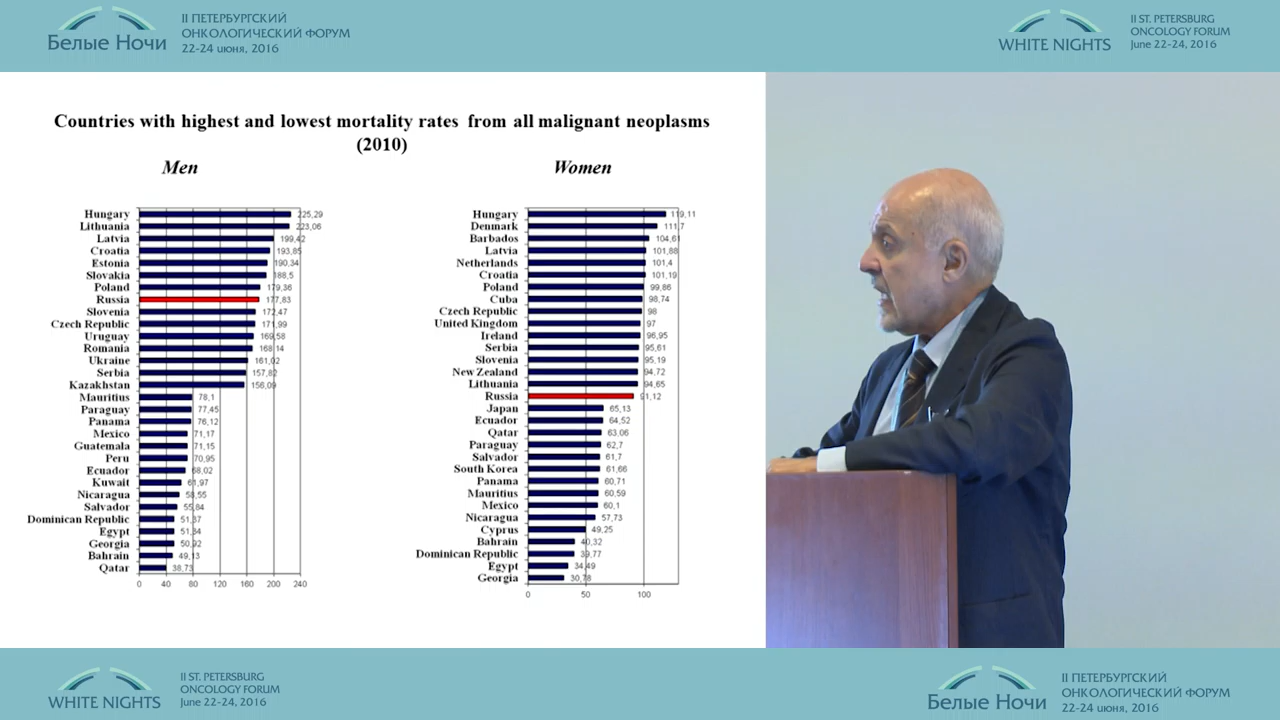 Белые Ночи
II ПЕТЕРБУРГСКИЙ
ОНКОЛОГИЧЕСКИЙ ФОРУМ
22-24 июня, 2016
WHITE NIGHTS
II ST. PETERSBURG
ONCOLOGY FORUM
June 22-24, 2016
Countries with highest and lowest mortality rates from all malignant neoplasms
(2010)
Men
Hungary 225,29
Lithuania 223,06
Latvia 199,42
Croatia 193,85
Estonia 190,34
Slovakia 188,5
Poland 179,36
Russia 177,83
Slovenia 172,47
Czech Republic 171,99
Uruguay 169,58
Romania 168,14
Ukraine 161,02
Serbia 157,82
Kazakhstan 156,09
Mauritius 78,1
Paraguay 77,45
Panama 76,12
Mexico 71,17
Guatemala 71,15
Peru 70,95
Ecuador 68,02
Kuwait 61,97
Nicaragua 58,55
Salvador 55,84
Dominican Republic 51,37
Egypt 51,34
Georgia 50,92
Bahrain 49,13
Qatar 38,73
0 40 80 120 160 200 240
Women
Hungary 119,11
Denmark 111,7
Barbados 104,61
Latvia 101,88
Netherlands 101,4
Croatia 101,19
Poland 99,86
Cuba 98,74
Czech Republic 98
United Kingdom 97
Ireland 96,95
Serbia 95,61
Slovenia 95,19
New Zealand 94,72
Lithuania 94,65
Russia 91,12
Japan 65,13
Ecuador 64,52
Qatar 63,06
Paraguay 62,7
Salvador 61,7
South Korea 61,66
Panama 60,71
Mauritius 60,59
Mexico 60,1
Nicaragua 57,73
Cyprus 49,25
Bahrain 40,32
Dominican Republic 39,77
Egypt 34,49
Georgia 30,78
0 50 100
WHITE NIGHTS
II ST. PETERSBURG
ONCOLOGY FORUM
June 22-24, 2016
Белые Ночи
II ПЕТЕРБУРГСКИЙ
ОНКОЛОГИЧЕСКИЙ ФОРУМ
22-24 июня, 2016